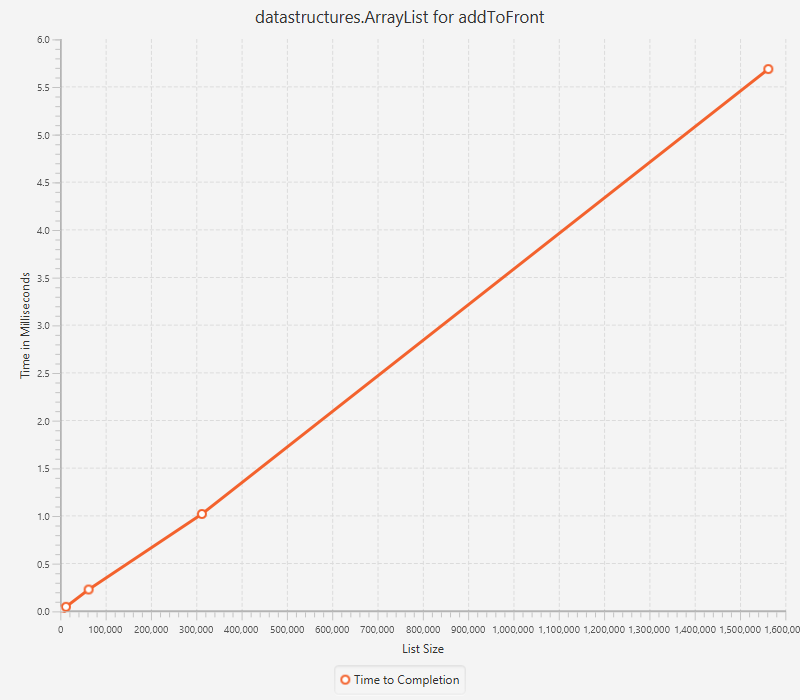 datastructures.ArrayList for addToFront
6.0
5.5
5.0
4.5
4.0
3.5
3.0
2.5
2.0
1.5
1.0
0.5
0.0
Time in Milliseconds
0 100,000 200,000 300,000 400,000 500,000 600,000 700,000 800,000 900,000 1,000,000 1,100,000 1,200,000 1,300,000 1,400,000 1,500,000 1,600,0
List Size
Time to Completion